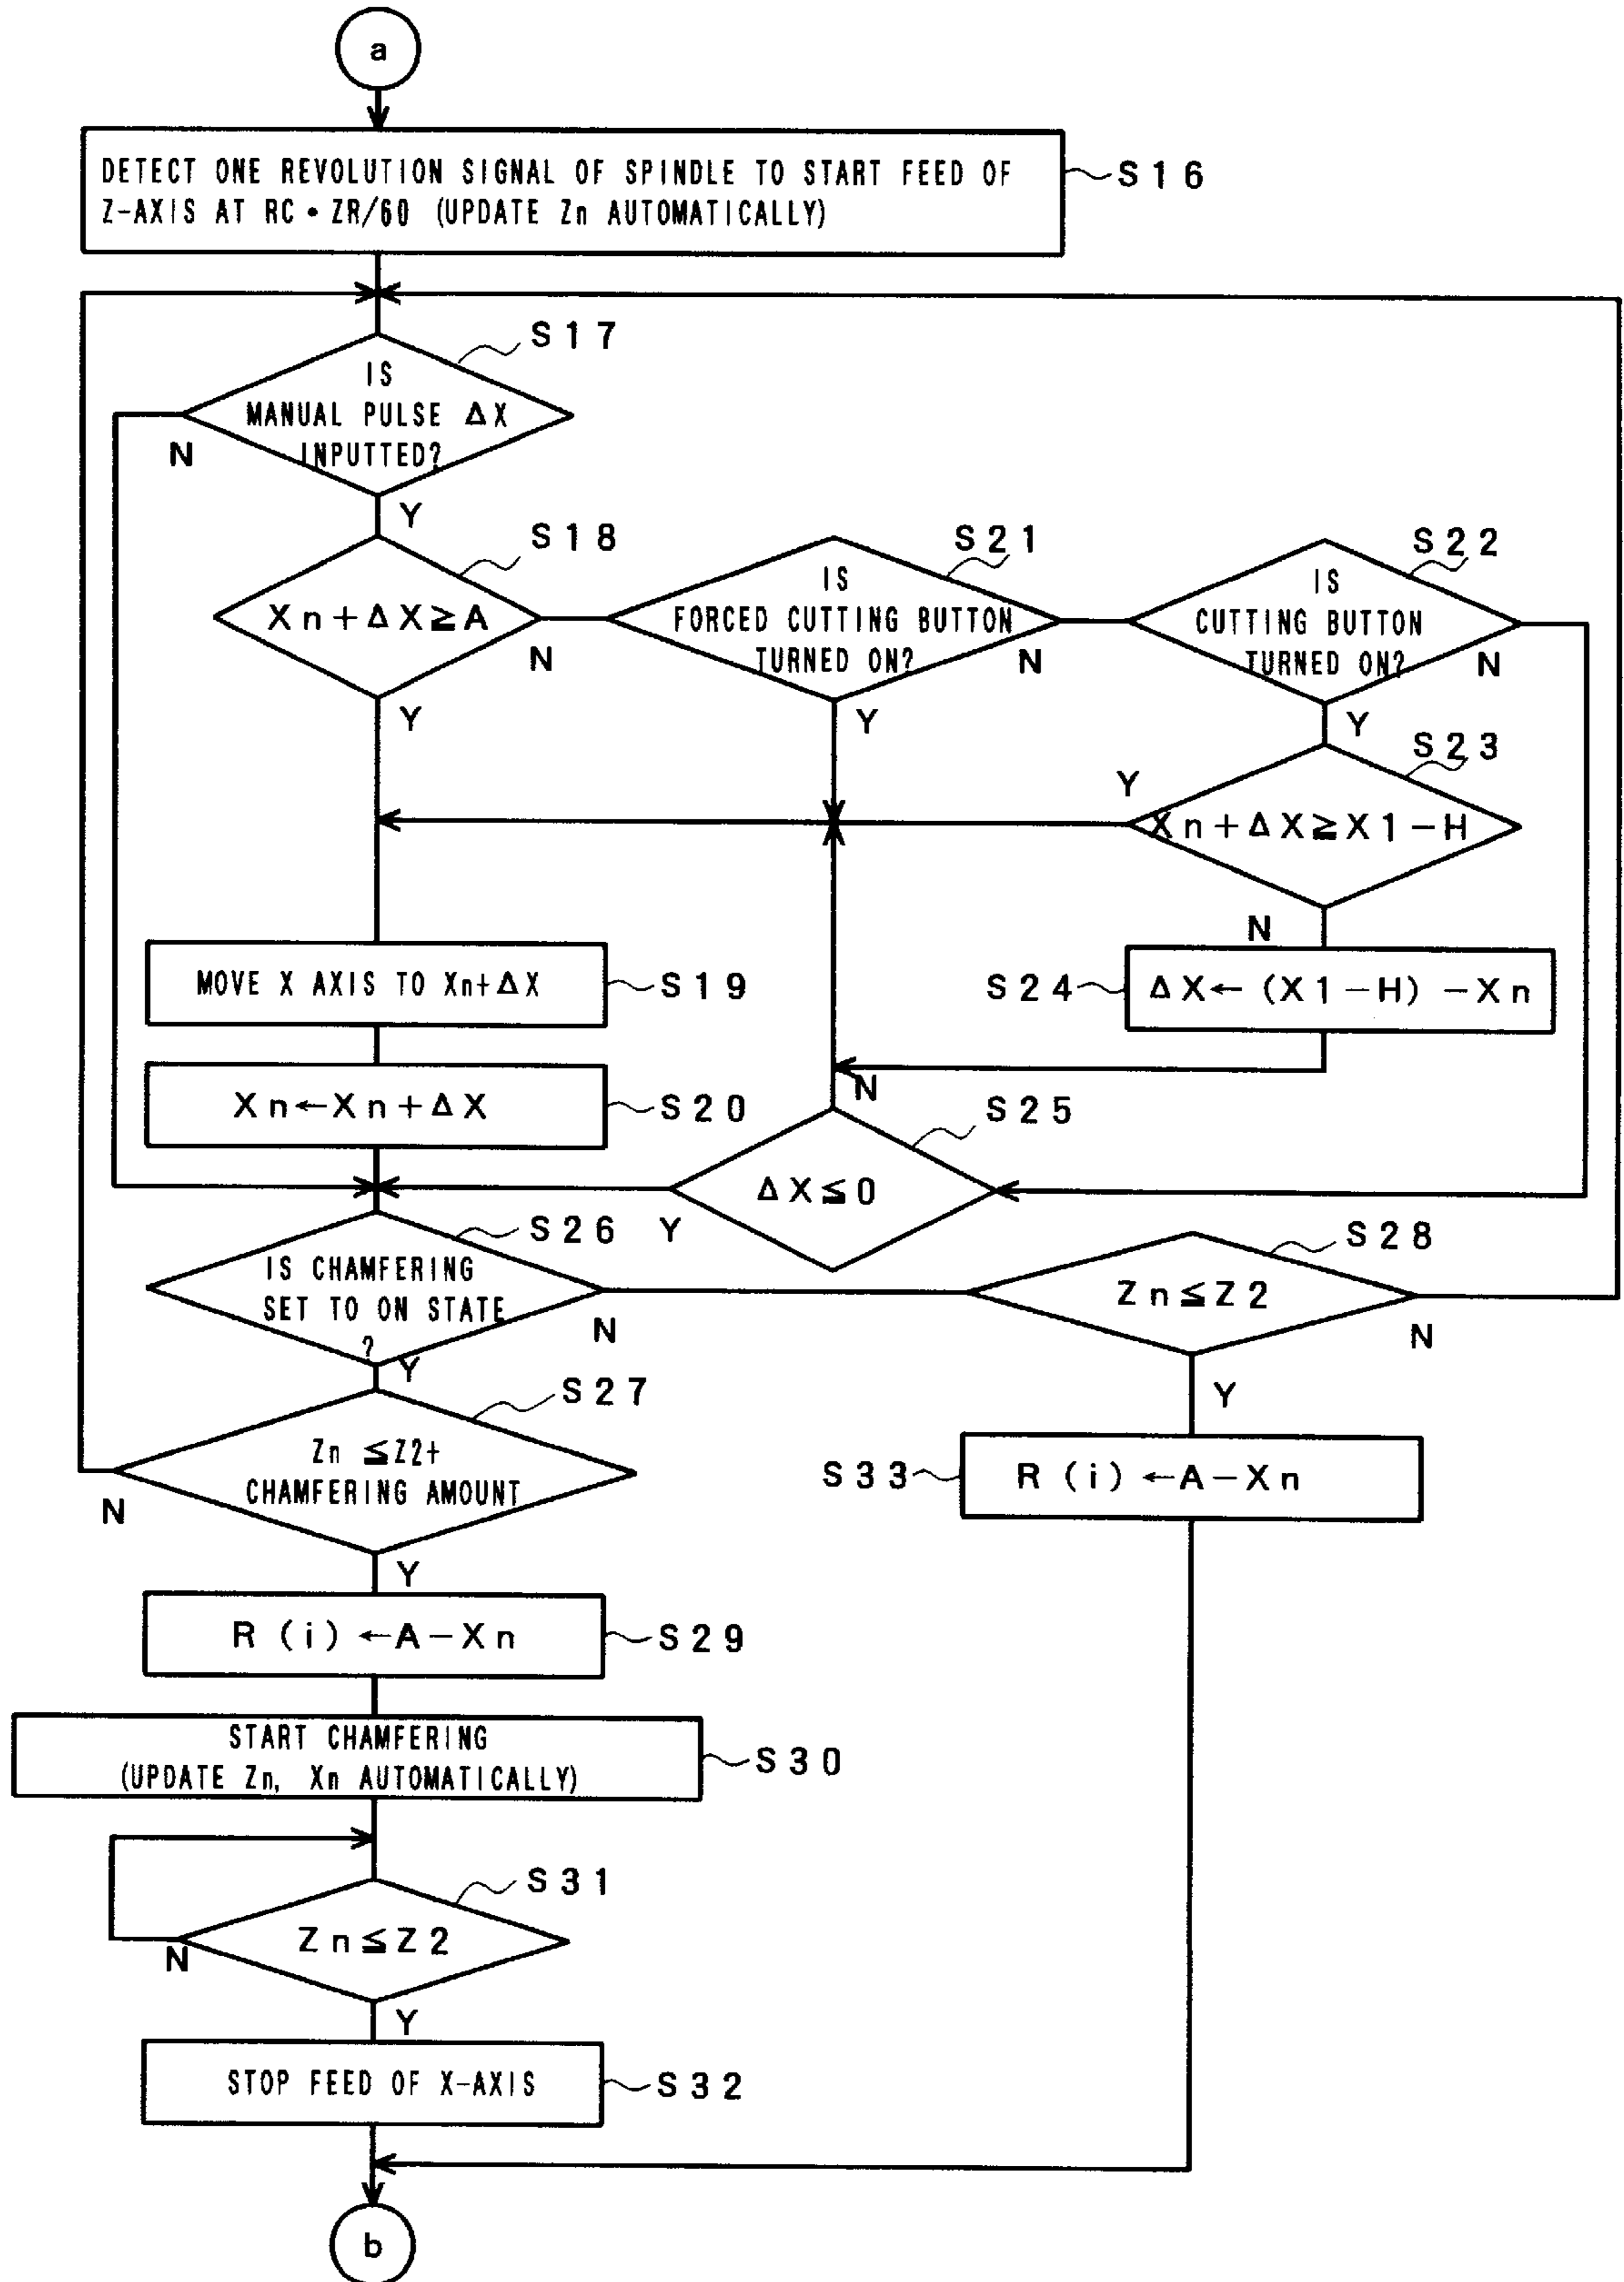 a
DETECT ONE REVOLUTION SIGNAL OF SPINDLE TO START FEED OF
Z-AXIS AT RC • ZR/60 (UPDATE Zn AUTOMATICALLY)
S16
S17
IS
MANUAL PULSE ΔX
INPUTTED?
N
Y
S18
Xn+ΔX≧A
N
Y
S21
IS
FORCED CUTTING BUTTON
TURNED ON?
N
Y
S22
IS
CUTTING BUTTON
TURNED ON?
N
Y
S23
Y
Xn+ΔX≧X1-H
N
MOVE X AXIS TO Xn+ΔX
S19
S24
ΔX← (X1-H) -Xn
Xn←Xn+ΔX
S20
N
S25
ΔX≦0
Y
S26
IS CHAMFERING
SET TO ON STATE
?
N
Y
S28
Zn≦Z2
N
Y
S27
Zn ≦Z2+
CHAMFERING AMOUNT
N
Y
S33
R (i) ←A-Xn
R (i) ←A-Xn
S29
START CHAMFERING
(UPDATE Zn, Xn AUTOMATICALLY)
S30
S31
Zn≦Z2
N
Y
STOP FEED OF X-AXIS
S32
b